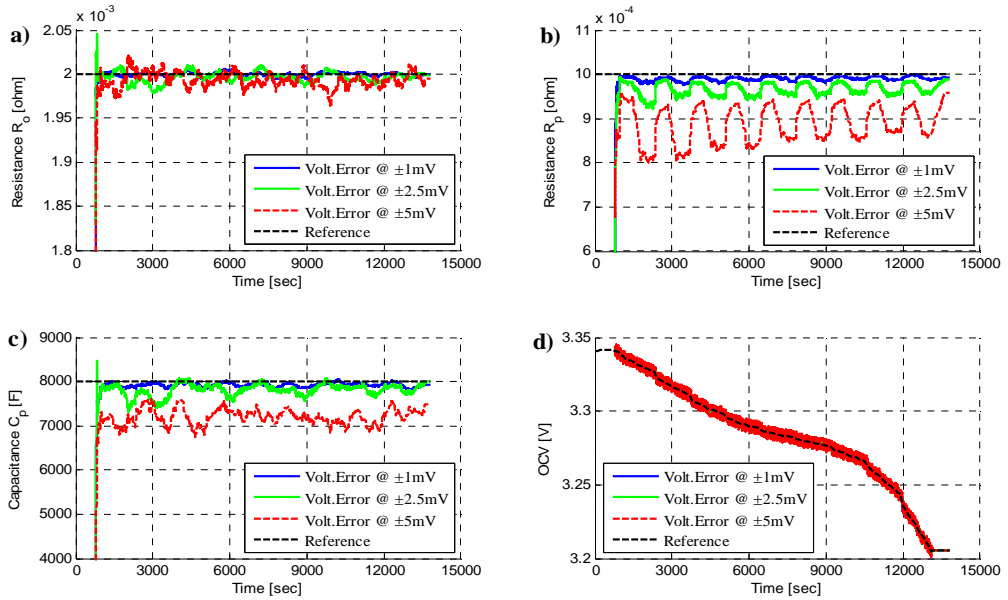 a)
x 10⁻³
2.05
2
1.95
1.9
1.85
1.8
Resistance Rₒ [ohm]
Volt.Error @ ±1mV
Volt.Error @ ±2.5mV
Volt.Error @ ±5mV
Reference
0 3000 6000 9000 12000 15000
Time [sec]
b)
x 10⁻⁴
10
9
8
7
6
Resistance Rₚ [ohm]
Volt.Error @ ±1mV
Volt.Error @ ±2.5mV
Volt.Error @ ±5mV
Reference
0 3000 6000 9000 12000 15000
Time [sec]
c)
9000
8000
7000
6000
5000
4000
Capacitance Cₚ [F]
Volt.Error @ ±1mV
Volt.Error @ ±2.5mV
Volt.Error @ ±5mV
Reference
0 3000 6000 9000 12000 15000
Time [sec]
d)
3.35
3.3
3.25
3.2
OCV [V]
Volt.Error @ ±1mV
Volt.Error @ ±2.5mV
Volt.Error @ ±5mV
Reference
0 3000 6000 9000 12000 15000
Time [sec]